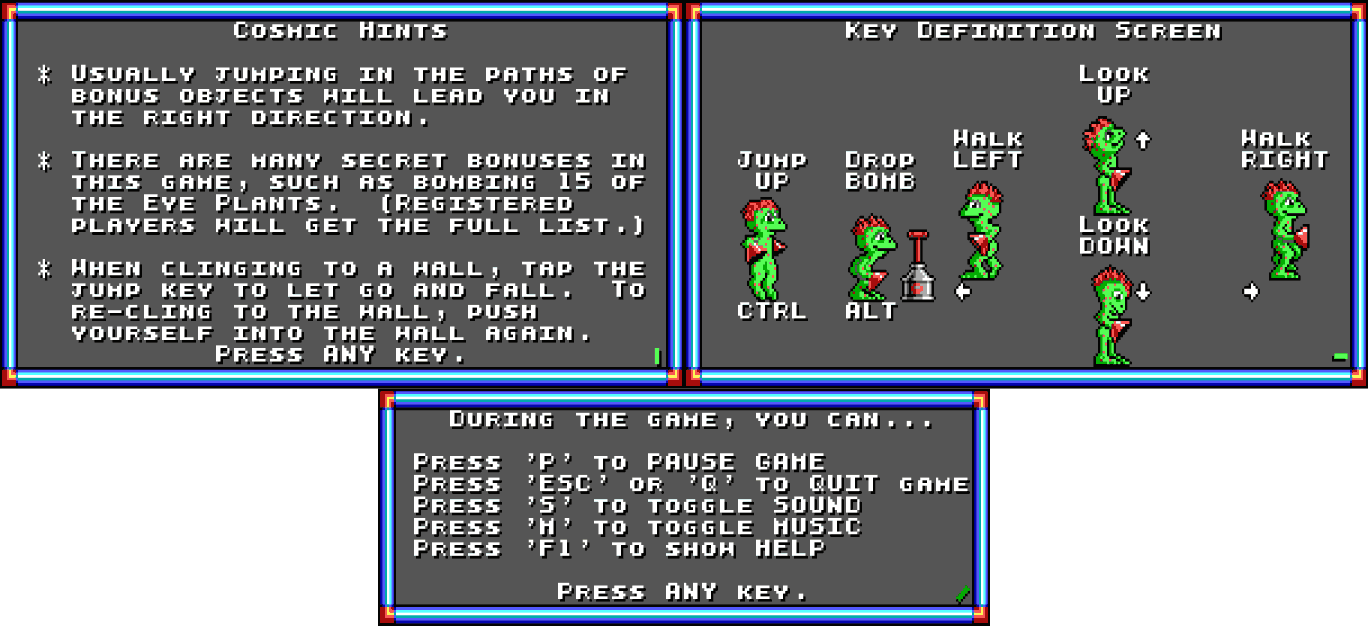 Cosmic Hints
* Usually jumping in the paths of
bonus objects will lead you in
the right direction.
* There are many secret bonuses in
this game, such as bombing 15 of
the Eye Plants.  (Registered
players will get the full list.)
* When clinging to a wall, tap the
jump key to let go and fall.  To
re-cling to the wall, push
yourself into the wall again.
Press ANY key.
Key Definition Screen
Look
Up
Walk
Left
Walk
Right
Jump
Up
Drop
Bomb
Look
Down
CTRL
ALT
During the game, you can...
Press 'P' to PAUSE GAME
Press 'ESC' or 'Q' to QUIT game
Press 'S' to toggle SOUND
Press 'M' to toggle MUSIC
Press 'F1' to show HELP
Press ANY key.